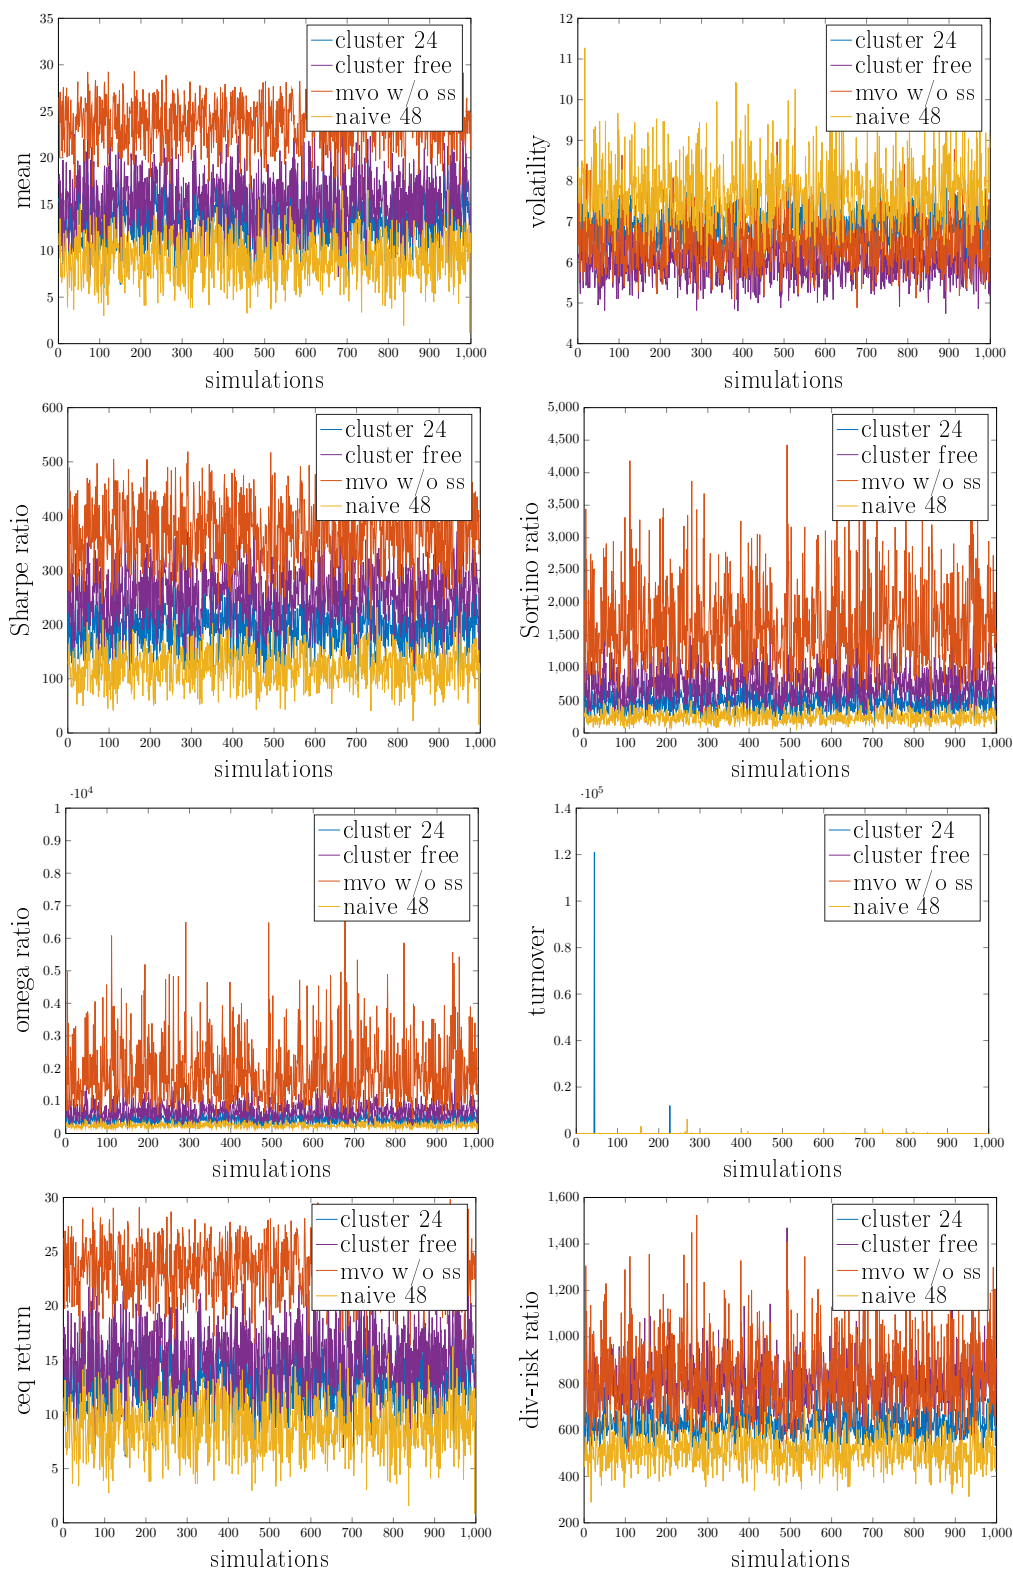 35
30
25
20
15
10
5
0
mean
cluster 24
cluster free
mvo w/o ss
naive 48
0 100 200 300 400 500 600 700 800 900 1,000
simulations
12
11
10
9
8
7
6
5
4
volatility
cluster 24
cluster free
mvo w/o ss
naive 48
0 100 200 300 400 500 600 700 800 900 1,000
simulations
600
500
400
300
200
100
0
Sharpe ratio
cluster 24
cluster free
mvo w/o ss
naive 48
0 100 200 300 400 500 600 700 800 900 1,000
simulations
5,000
4,500
4,000
3,500
3,000
2,500
2,000
1,500
1,000
500
0
Sortino ratio
cluster 24
cluster free
mvo w/o ss
naive 48
0 100 200 300 400 500 600 700 800 900 1,000
simulations
·10⁴
1
0.9
0.8
0.7
0.6
0.5
0.4
0.3
0.2
0.1
0
omega ratio
cluster 24
cluster free
mvo w/o ss
naive 48
0 100 200 300 400 500 600 700 800 900 1,000
simulations
·10⁵
1.4
1.2
1
0.8
0.6
0.4
0.2
0
turnover
cluster 24
cluster free
mvo w/o ss
naive 48
0 100 200 300 400 500 600 700 800 900 1,000
simulations
30
25
20
15
10
5
0
ceq return
cluster 24
cluster free
mvo w/o ss
naive 48
0 100 200 300 400 500 600 700 800 900 1,000
simulations
1,600
1,400
1,200
1,000
800
600
400
200
div-risk ratio
cluster 24
cluster free
mvo w/o ss
naive 48
0 100 200 300 400 500 600 700 800 900 1,000
simulations